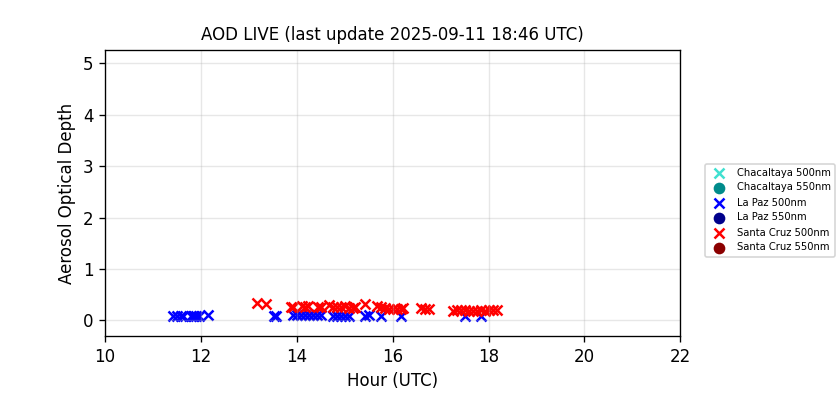 AOD LIVE (last update 2025-09-11 18:46 UTC)
Aerosol Optical Depth
5
4
3
2
1
0
10 12 14 16 18 20 22
Hour (UTC)
Chacaltaya 500nm
Chacaltaya 550nm
La Paz 500nm
La Paz 550nm
Santa Cruz 500nm
Santa Cruz 550nm